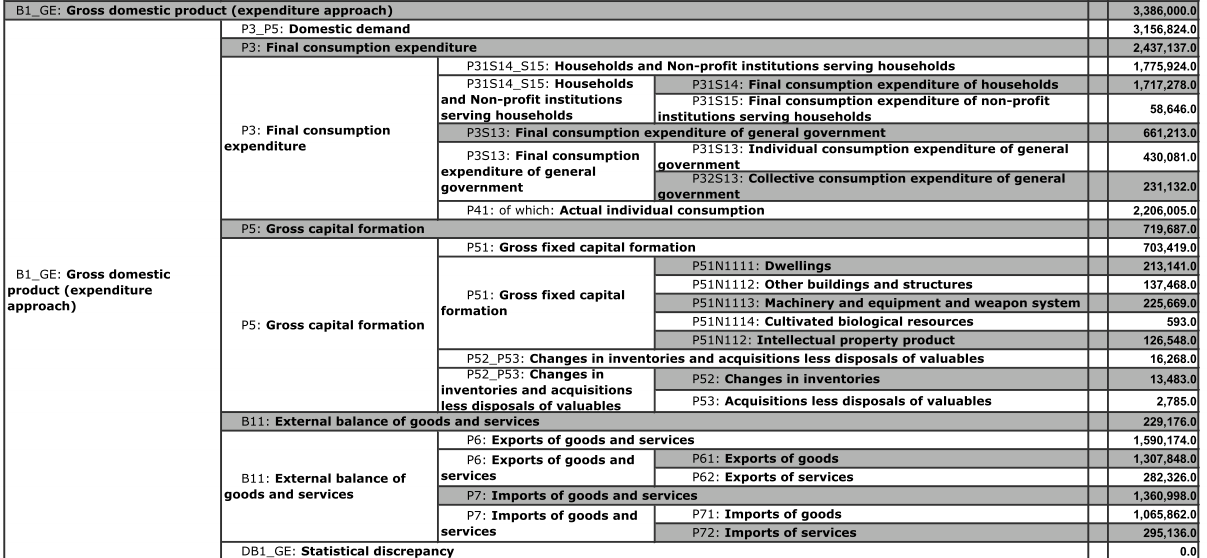 B1_GE: Gross domestic product (expenditure approach) 3,386,000.0
P3_P5: Domestic demand 3,156,824.0
P3: Final consumption expenditure 2,437,137.0
P3: Final consumption
expenditure
P31S14_S15: Households and Non-profit institutions serving households 1,775,924.0
P31S14_S15: Households
and Non-profit institutions
serving households
P31S14: Final consumption expenditure of households 1,717,278.0
P31S15: Final consumption expenditure of non-profit
institutions serving households 58,646.0
P3S13: Final consumption expenditure of general government 661,213.0
P3S13: Final consumption
expenditure of general
government
P31S13: Individual consumption expenditure of general
government 430,081.0
P32S13: Collective consumption expenditure of general
government 231,132.0
P41: of which: Actual individual consumption 2,206,005.0
P5: Gross capital formation 719,687.0
B1_GE: Gross domestic
product (expenditure
approach)
P5: Gross capital formation
P51: Gross fixed capital formation 703,419.0
P51: Gross fixed capital
formation
P51N1111: Dwellings 213,141.0
P51N1112: Other buildings and structures 137,468.0
P51N1113: Machinery and equipment and weapon system 225,669.0
P51N1114: Cultivated biological resources 593.0
P51N112: Intellectual property product 126,548.0
P52_P53: Changes in inventories and acquisitions less disposals of valuables 16,268.0
P52_P53: Changes in
inventories and acquisitions
less disposals of valuables
P52: Changes in inventories 13,483.0
P53: Acquisitions less disposals of valuables 2,785.0
B11: External balance of goods and services 229,176.0
B11: External balance of
goods and services
P6: Exports of goods and services 1,590,174.0
P6: Exports of goods and
services
P61: Exports of goods 1,307,848.0
P62: Exports of services 282,326.0
P7: Imports of goods and services 1,360,998.0
P7: Imports of goods and
services
P71: Imports of goods 1,065,862.0
P72: Imports of services 295,136.0
DB1_GE: Statistical discrepancy 0.0